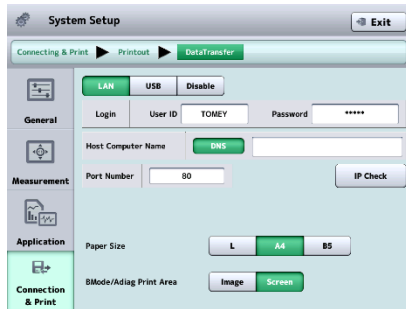 System Setup
Exit
Connecting & Print Printout DataTransfer
General
Measurement
Application
Connection
& Print
LAN USB Disable
Login User ID TOMEY Password *****
Host Computer Name DNS
Port Number 80 IP Check
Paper Size L A4 B5
BMode/Adiag Print Area Image Screen